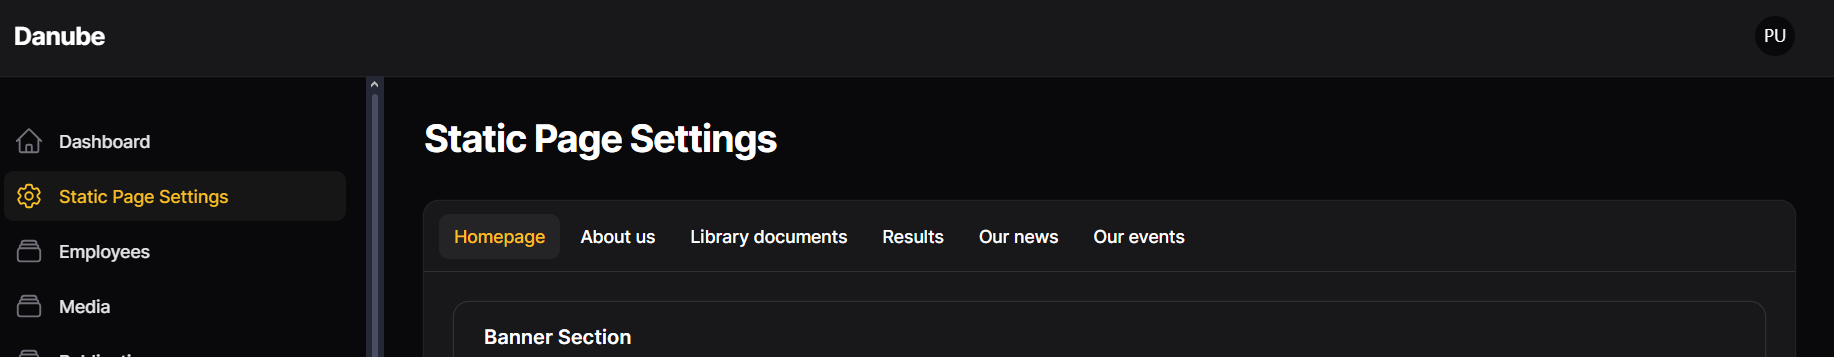 Danube
PU
Dashboard
Static Page Settings
Employees
Media
Static Page Settings
Homepage About us Library documents Results Our news Our events
Banner Section